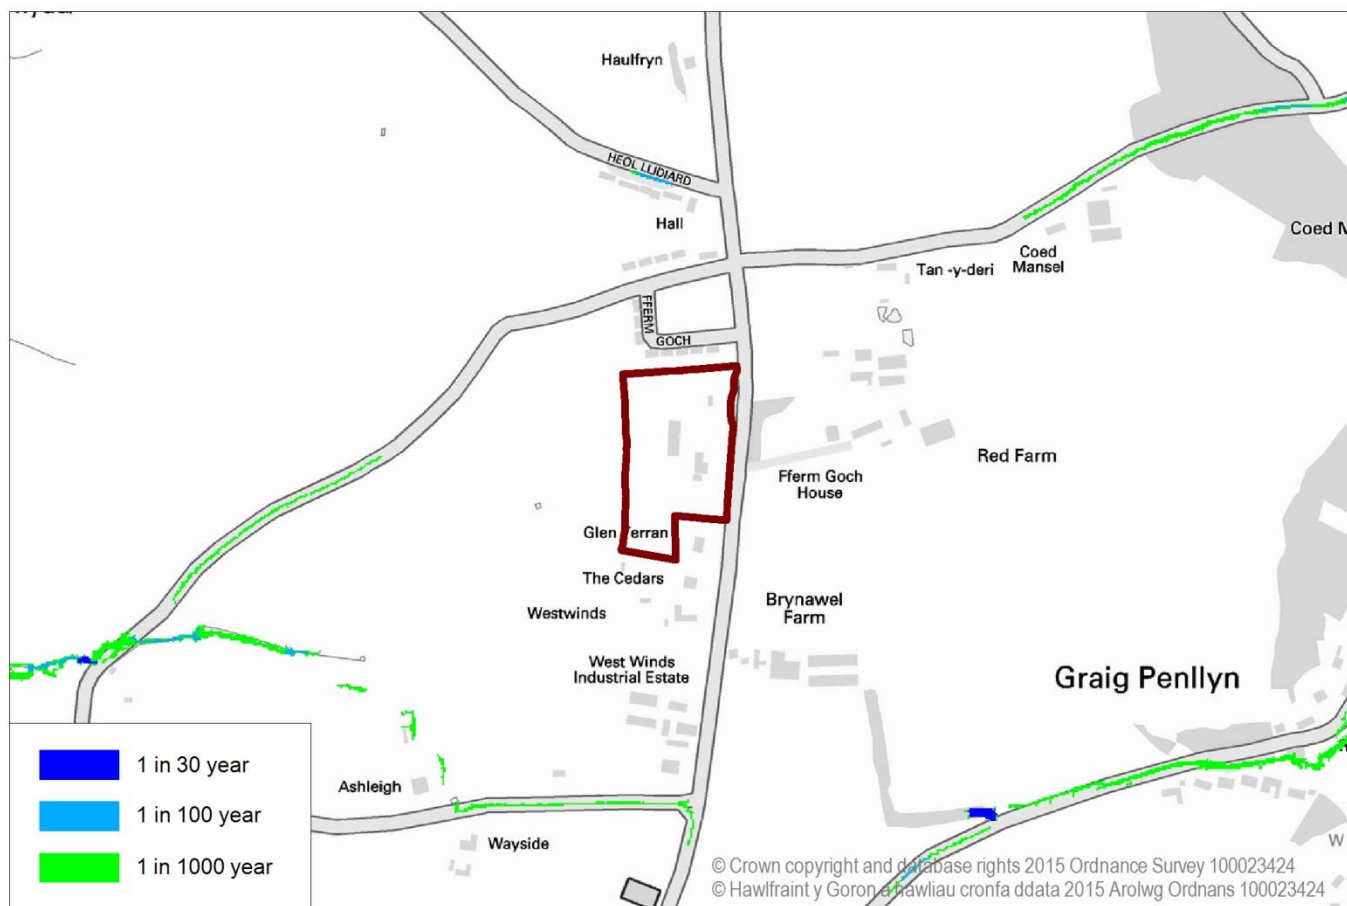 Haulfryn
HEOL LLIDIARD
Hall
Coed
Mansel
Tan -y-deri
Coed M
FFERM
GOCH
Red Farm
Fferm Goch
House
Glen
The Cedars
Westwinds
Brynawel
Farm
West Winds
Industrial Estate
Graig Penllyn
1 in 30 year
1 in 100 year
1 in 1000 year
Ashleigh
Wayside
W
© Crown copyright and database rights 2015 Ordnance Survey 100023424
© Hawlfraint y Goron a hawliau cronfa ddata 2015 Arolwg Ordnans 100023424